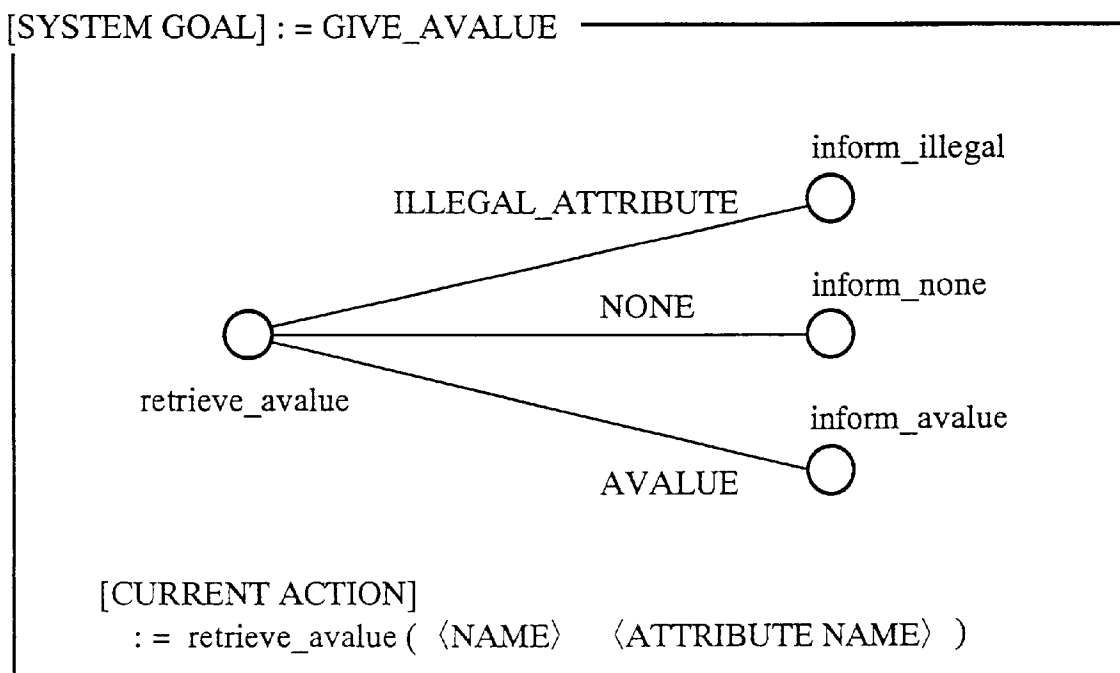 [SYSTEM GOAL] : = GIVE_AVALUE
inform_illegal
ILLEGAL_ATTRIBUTE
inform_none
NONE
retrieve_avalue
inform_avalue
AVALUE
[CURRENT ACTION]
: = retrieve_avalue ( 〈NAME〉 〈ATTRIBUTE NAME〉 )